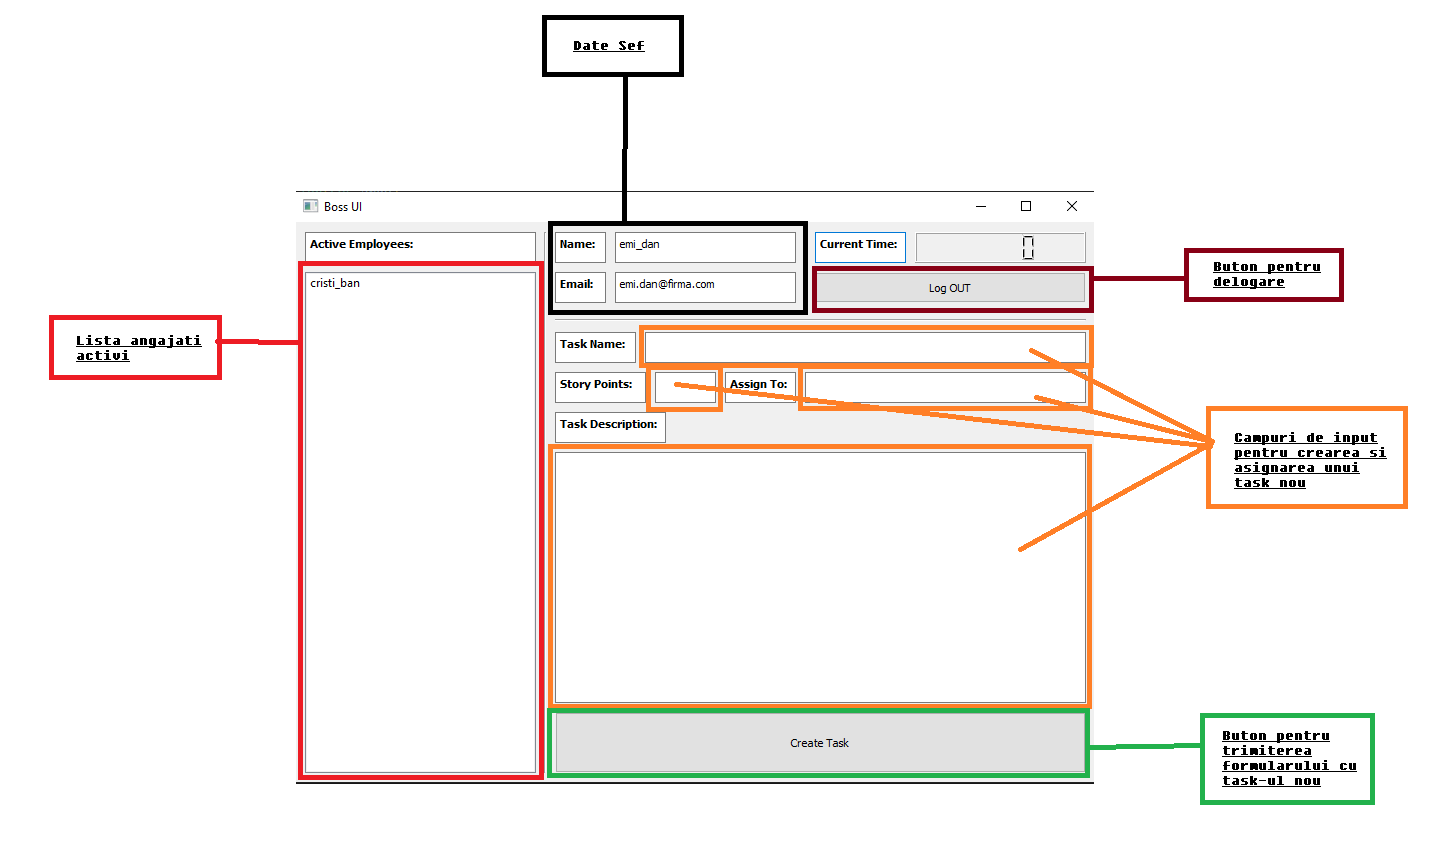 Date Sef
Boss UI
Active Employees:
Name:
emi_dan
Current Time:
0
Email:
emi.dan@firma.com
Log OUT
Buton pentru
delogare
cristi_ban
Lista angajati
activi
Task Name:
Story Points:
Assign To:
Task Description:
Campuri de input
pentru crearea si
asignarea unui
task nou
Create Task
Buton pentru
trimiterea
formularului cu
task-ul nou